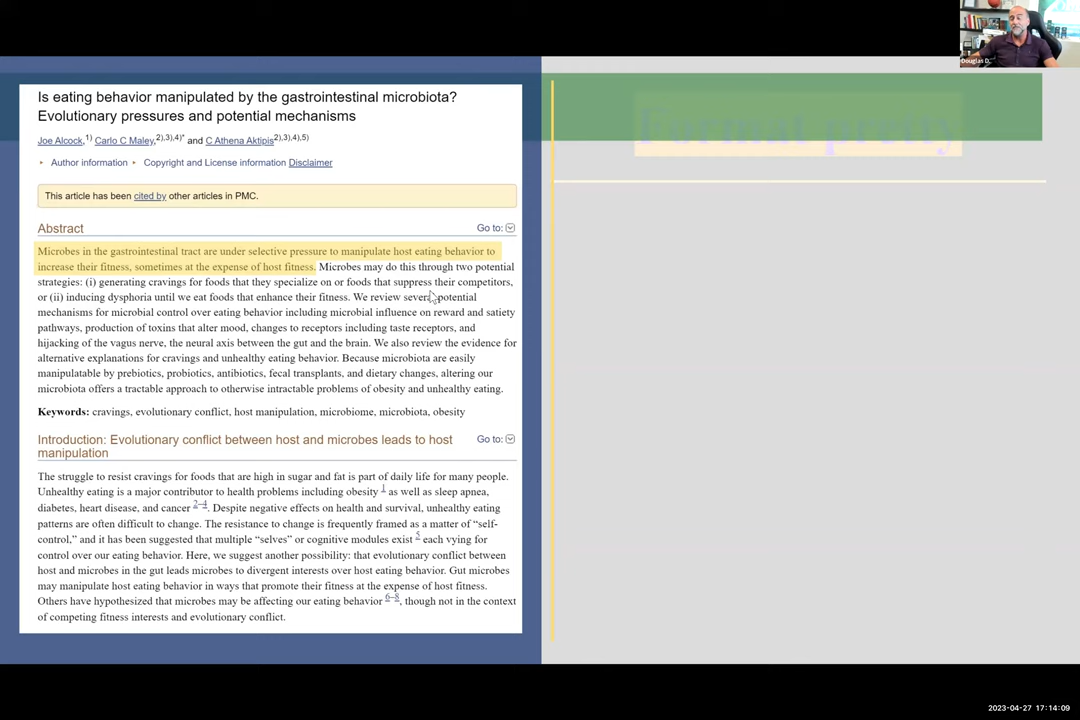 Is eating behavior manipulated by the gastrointestinal microbiota?
Evolutionary pressures and potential mechanisms
Joe Alcock,1) Carlo C Maley,2),3),4)* and C Athena Aktipis2),3),4),5)
• Author information • Copyright and License information Disclaimer
This article has been cited by other articles in PMC.
Abstract Go to:
Microbes in the gastrointestinal tract are under selective pressure to manipulate host eating behavior to
increase their fitness, sometimes at the expense of host fitness. Microbes may do this through two potential
strategies: (i) generating cravings for foods that they specialize on or foods that suppress their competitors,
or (ii) inducing dysphoria until we eat foods that enhance their fitness. We review several potential
mechanisms for microbial control over eating behavior including microbial influence on reward and satiety
pathways, production of toxins that alter mood, changes to receptors including taste receptors, and
hijacking of the vagus nerve, the neural axis between the gut and the brain. We also review the evidence for
alternative explanations for cravings and unhealthy eating behavior. Because microbiota are easily
manipulatable by prebiotics, probiotics, antibiotics, fecal transplants, and dietary changes, altering our
microbiota offers a tractable approach to otherwise intractable problems of obesity and unhealthy eating.
Keywords: cravings, evolutionary conflict, host manipulation, microbiome, microbiota, obesity
Introduction: Evolutionary conflict between host and microbes leads to host Go to:
manipulation
The struggle to resist cravings for foods that are high in sugar and fat is part of daily life for many people.
Unhealthy eating is a major contributor to health problems including obesity 1 as well as sleep apnea,
diabetes, heart disease, and cancer 2–4. Despite negative effects on health and survival, unhealthy eating
patterns are often difficult to change. The resistance to change is frequently framed as a matter of “self-
control,” and it has been suggested that multiple “selves” or cognitive modules exist 5 each vying for
control over our eating behavior. Here, we suggest another possibility: that evolutionary conflict between
host and microbes in the gut leads microbes to divergent interests over host eating behavior. Gut microbes
may manipulate host eating behavior in ways that promote their fitness at the expense of host fitness.
Others have hypothesized that microbes may be affecting our eating behavior 6–8, though not in the context
of competing fitness interests and evolutionary conflict.
Format pretty
Douglas D.
2023-04-27 17:14:09